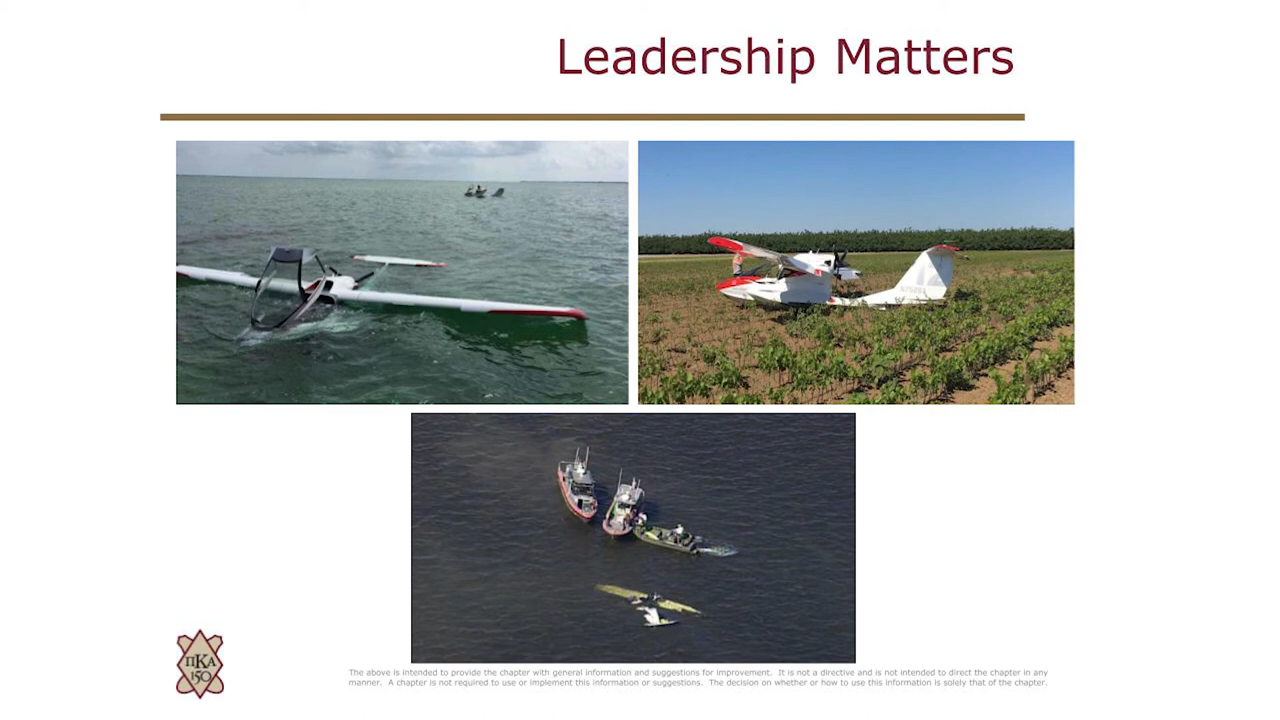 Leadership Matters
ΠΚΑ
150
The above is intended to provide the chapter with general information and suggestions for improvement. It is not a directive and is not intended to direct the chapter in any
manner. A chapter is not required to use or implement this information or suggestions. The decision on whether or how to use this information is solely that of the chapter.